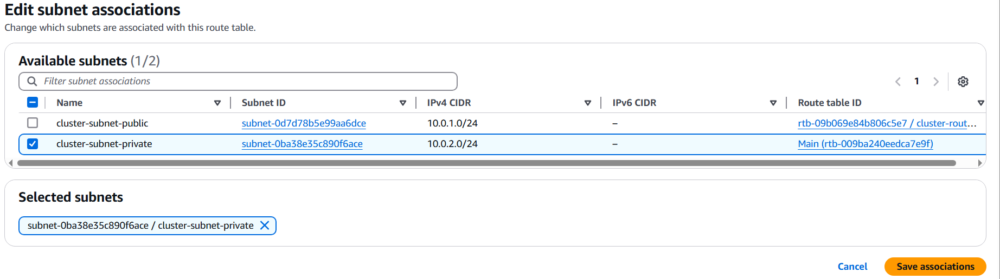 Edit subnet associations
Change which subnets are associated with this route table.
Available subnets (1/2)
Filter subnet associations
1
Name Subnet ID IPv4 CIDR IPv6 CIDR Route table ID
cluster-subnet-public subnet-0d7d78b5e99aa6dce 10.0.1.0/24 – rtb-09b069e84b806c5e7 / cluster-rout...
cluster-subnet-private subnet-0ba38e35c890f6ace 10.0.2.0/24 – Main (rtb-009ba240eedca7e9f)
Selected subnets
subnet-0ba38e35c890f6ace / cluster-subnet-private
Cancel Save associations